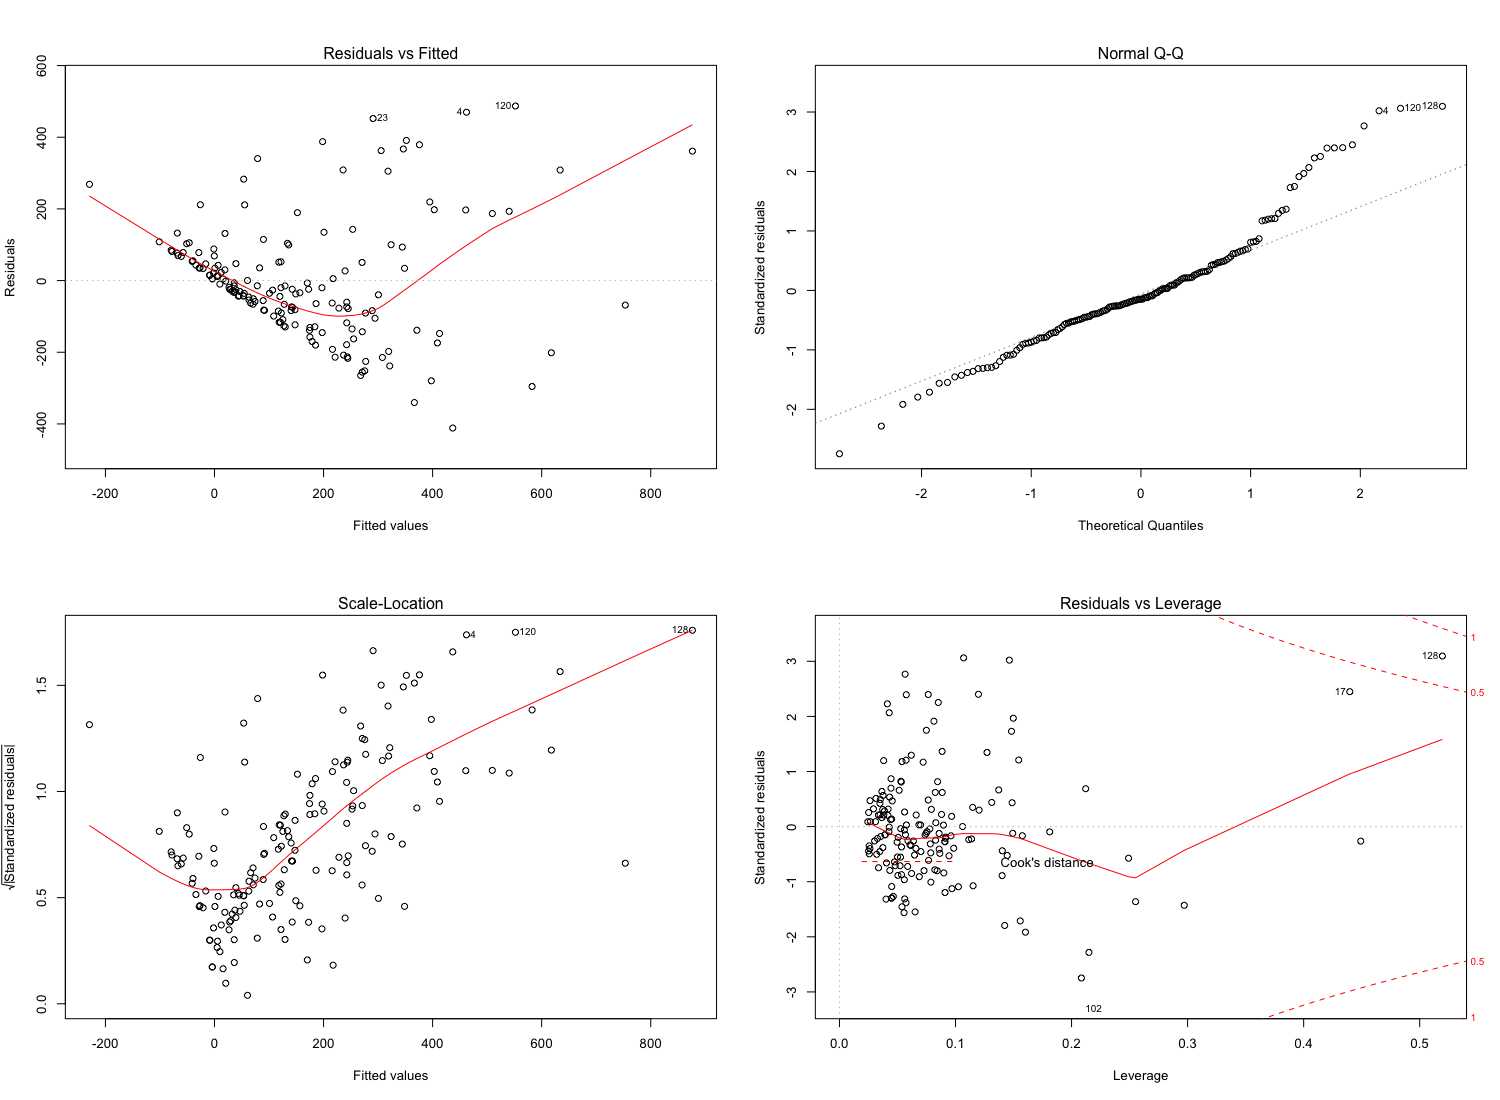 Residuals vs Fitted
Residuals
600
400
200
0
-200
-400
23
4
120
-200 0 200 400 600 800
Fitted values
Normal Q-Q
Standardized residuals
3
2
1
0
-1
-2
4
120
128
-2 -1 0 1 2
Theoretical Quantiles
Scale-Location
√|Standardized residuals|
1.5
1.0
0.5
0.0
4
120
128
-200 0 200 400 600 800
Fitted values
Residuals vs Leverage
Standardized residuals
3
2
1
0
-1
-2
-3
1
128
17
0.5
Cook's distance
0.5
102
1
0.0 0.1 0.2 0.3 0.4 0.5
Leverage